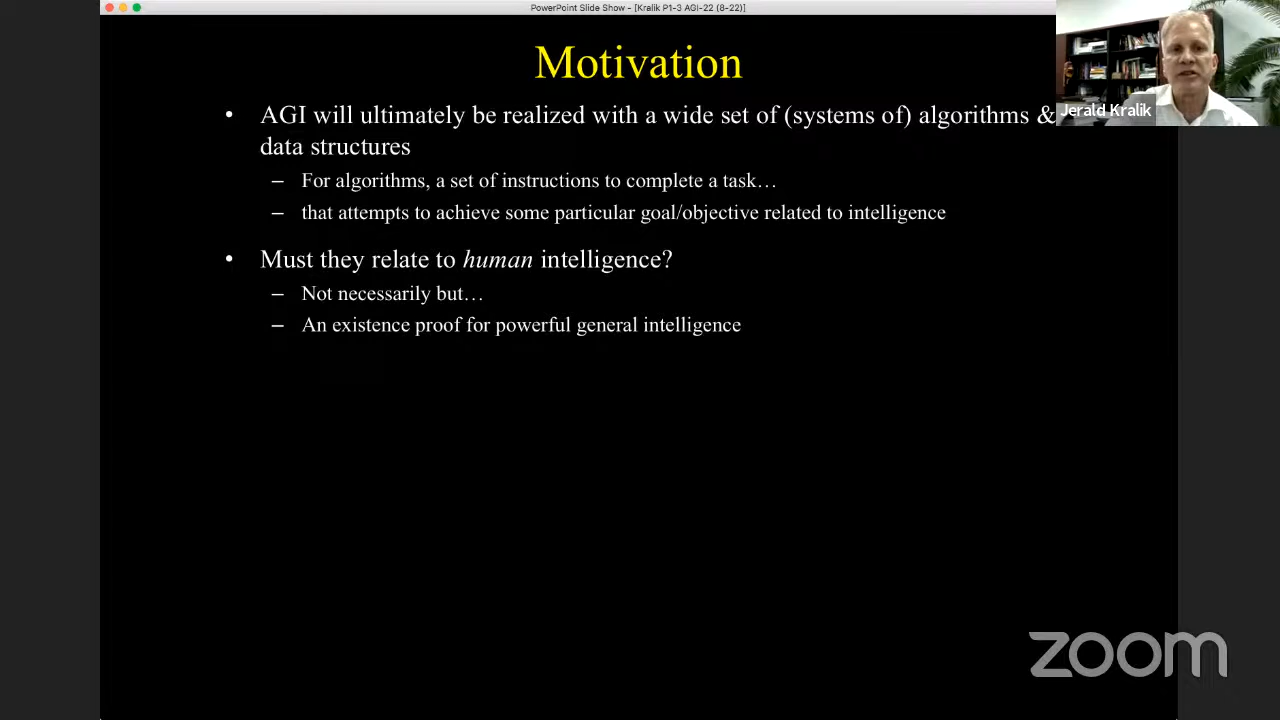 PowerPoint Slide Show - [Kralik P1-3 AGI-22 (8-22)]
Motivation
• AGI will ultimately be realized with a wide set of (systems of) algorithms &
data structures
– For algorithms, a set of instructions to complete a task…
– that attempts to achieve some particular goal/objective related to intelligence
• Must they relate to human intelligence?
– Not necessarily but…
– An existence proof for powerful general intelligence
Jerald Kralik
zoom